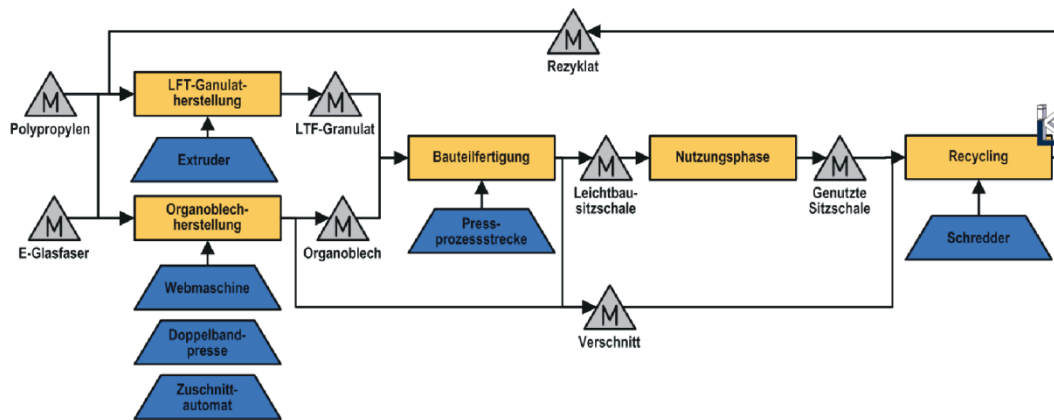 M
Rezyklat
M
Polypropylen
LFT-Ganulat-
herstellung
M
LTF-Granulat
Extruder
Bauteilfertigung
M
Leichtbau-
sitzschale
Nutzungsphase
M
Genutzte
Sitzschale
Recycling
M
E-Glasfaser
Organoblech-
herstellung
M
Organoblech
Press-
prozessstrecke
Schredder
Webmaschine
M
Verschnitt
Doppelband-
presse
Zuschnitt-
automat